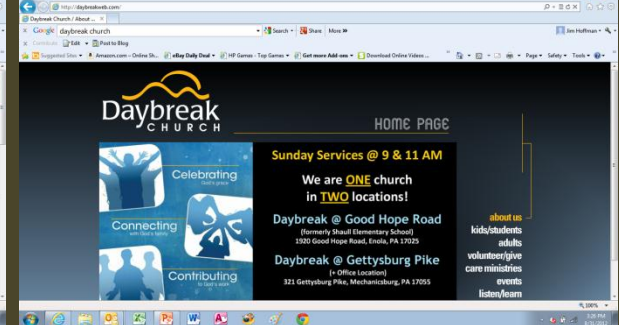 http://daybreakweb.com/
Daybreak Church / About ...
Google
daybreak church
Search
Share
More »
Jim Hoffman
Edit
Post to Blog
Suggested Sites
Amazon.com – Online Sh...
eBay Daily Deal
HP Games - Top Games
Get more Add-ons
Download Online Videos ...
Page
Safety
Tools
Daybreak
CHURCH
HOME PAGE
Celebrating
God's grace
Connecting
with God's family
Contributing
to God's work
Sunday Services @ 9 & 11 AM
We are ONE church
in TWO locations!
Daybreak @ Good Hope Road
(formerly Shaull Elementary School)
1920 Good Hope Road, Enola, PA 17025
Daybreak @ Gettysburg Pike
(+ Office Location)
321 Gettysburg Pike, Mechanicsburg, PA 17055
about us
kids/students
adults
volunteer/give
care ministries
events
listen/learn
100%